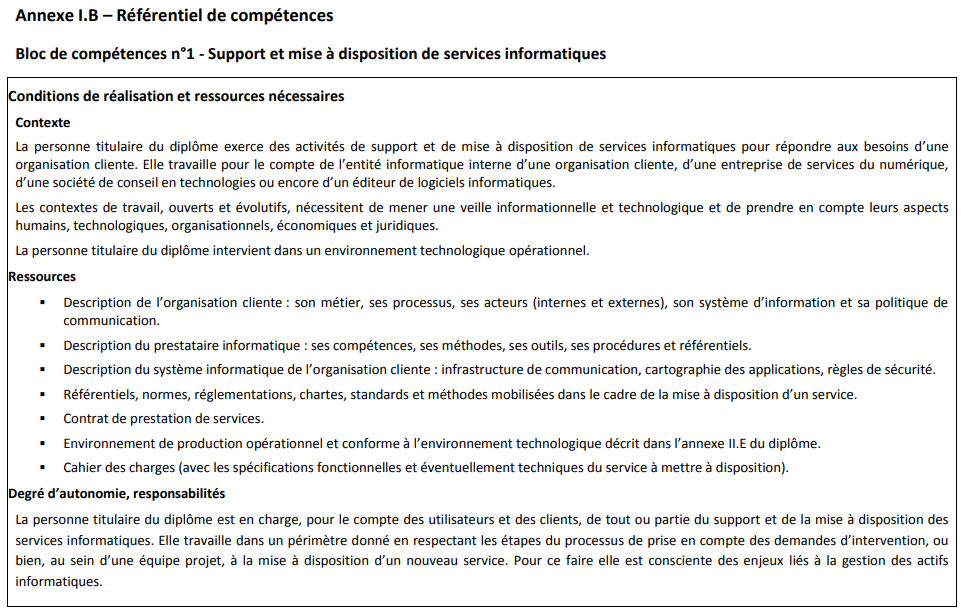 Annexe I.B – Référentiel de compétences
Bloc de compétences n°1 - Support et mise à disposition de services informatiques
Conditions de réalisation et ressources nécessaires
Contexte
La personne titulaire du diplôme exerce des activités de support et de mise à disposition de services informatiques pour répondre aux besoins d’une
organisation cliente. Elle travaille pour le compte de l’entité informatique interne d’une organisation cliente, d’une entreprise de services du numérique,
d’une société de conseil en technologies ou encore d’un éditeur de logiciels informatiques.
Les contextes de travail, ouverts et évolutifs, nécessitent de mener une veille informationnelle et technologique et de prendre en compte leurs aspects
humains, technologiques, organisationnels, économiques et juridiques.
La personne titulaire du diplôme intervient dans un environnement technologique opérationnel.
Ressources
▪ Description de l’organisation cliente : son métier, ses processus, ses acteurs (internes et externes), son système d’information et sa politique de
communication.
▪ Description du prestataire informatique : ses compétences, ses méthodes, ses outils, ses procédures et référentiels.
▪ Description du système informatique de l’organisation cliente : infrastructure de communication, cartographie des applications, règles de sécurité.
▪ Référentiels, normes, réglementations, chartes, standards et méthodes mobilisées dans le cadre de la mise à disposition d’un service.
▪ Contrat de prestation de services.
▪ Environnement de production opérationnel et conforme à l’environnement technologique décrit dans l’annexe II.E du diplôme.
▪ Cahier des charges (avec les spécifications fonctionnelles et éventuellement techniques du service à mettre à disposition).
Degré d’autonomie, responsabilités
La personne titulaire du diplôme est en charge, pour le compte des utilisateurs et des clients, de tout ou partie du support et de la mise à disposition des
services informatiques. Elle travaille dans un périmètre donné en respectant les étapes du processus de prise en compte des demandes d’intervention, ou
bien, au sein d’une équipe projet, à la mise à disposition d’un nouveau service. Pour ce faire elle est consciente des enjeux liés à la gestion des actifs
informatiques.